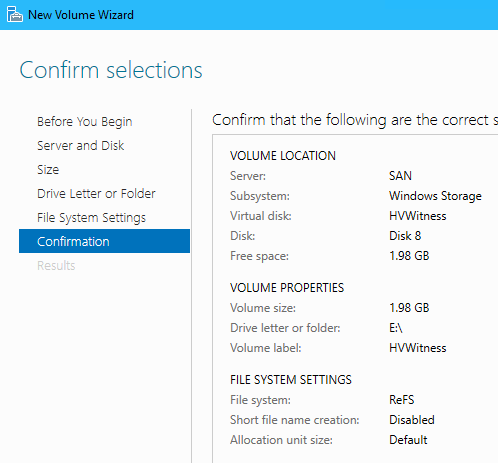 New Volume Wizard
Confirm selections
Before You Begin
Server and Disk
Size
Drive Letter or Folder
File System Settings
Confirmation
Results
Confirm that the following are the correct s
VOLUME LOCATION
Server: SAN
Subsystem: Windows Storage
Virtual disk: HVWitness
Disk: Disk 8
Free space: 1.98 GB
VOLUME PROPERTIES
Volume size: 1.98 GB
Drive letter or folder: E:\
Volume label: HVWitness
FILE SYSTEM SETTINGS
File system: ReFS
Short file name creation: Disabled
Allocation unit size: Default